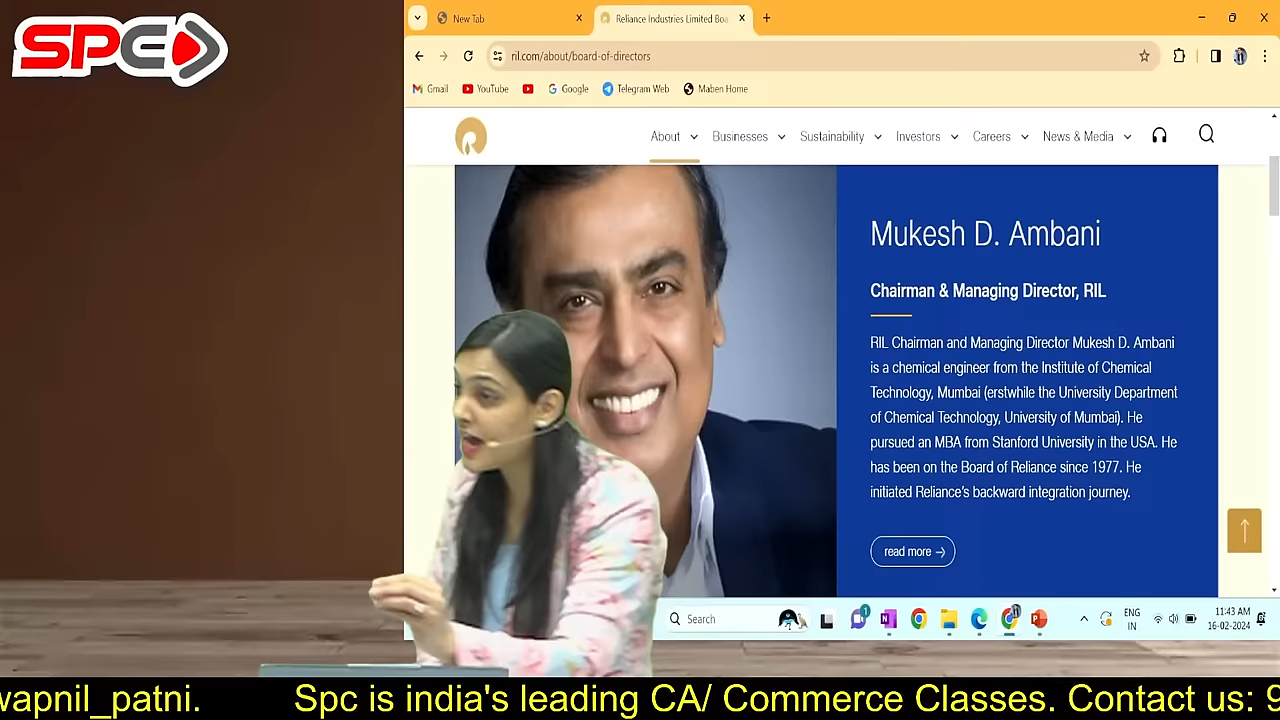 SPC
New Tab
Reliance Industries Limited Boa
ril.com/about/board-of-directors
Gmail
YouTube
Google
Telegram Web
Maben Home
About
Businesses
Sustainability
Investors
Careers
News & Media
Mukesh D. Ambani
Chairman & Managing Director, RIL
RIL Chairman and Managing Director Mukesh D. Ambani
is a chemical engineer from the Institute of Chemical
Technology, Mumbai (erstwhile the University Department
of Chemical Technology, University of Mumbai). He
pursued an MBA from Stanford University in the USA. He
has been on the Board of Reliance since 1977. He
initiated Reliance's backward integration journey.
read more →
Search
1
ENG
IN
11:43 AM
16-02-2024
wapnil_patni. Spc is india's leading CA/ Commerce Classes. Contact us: 9